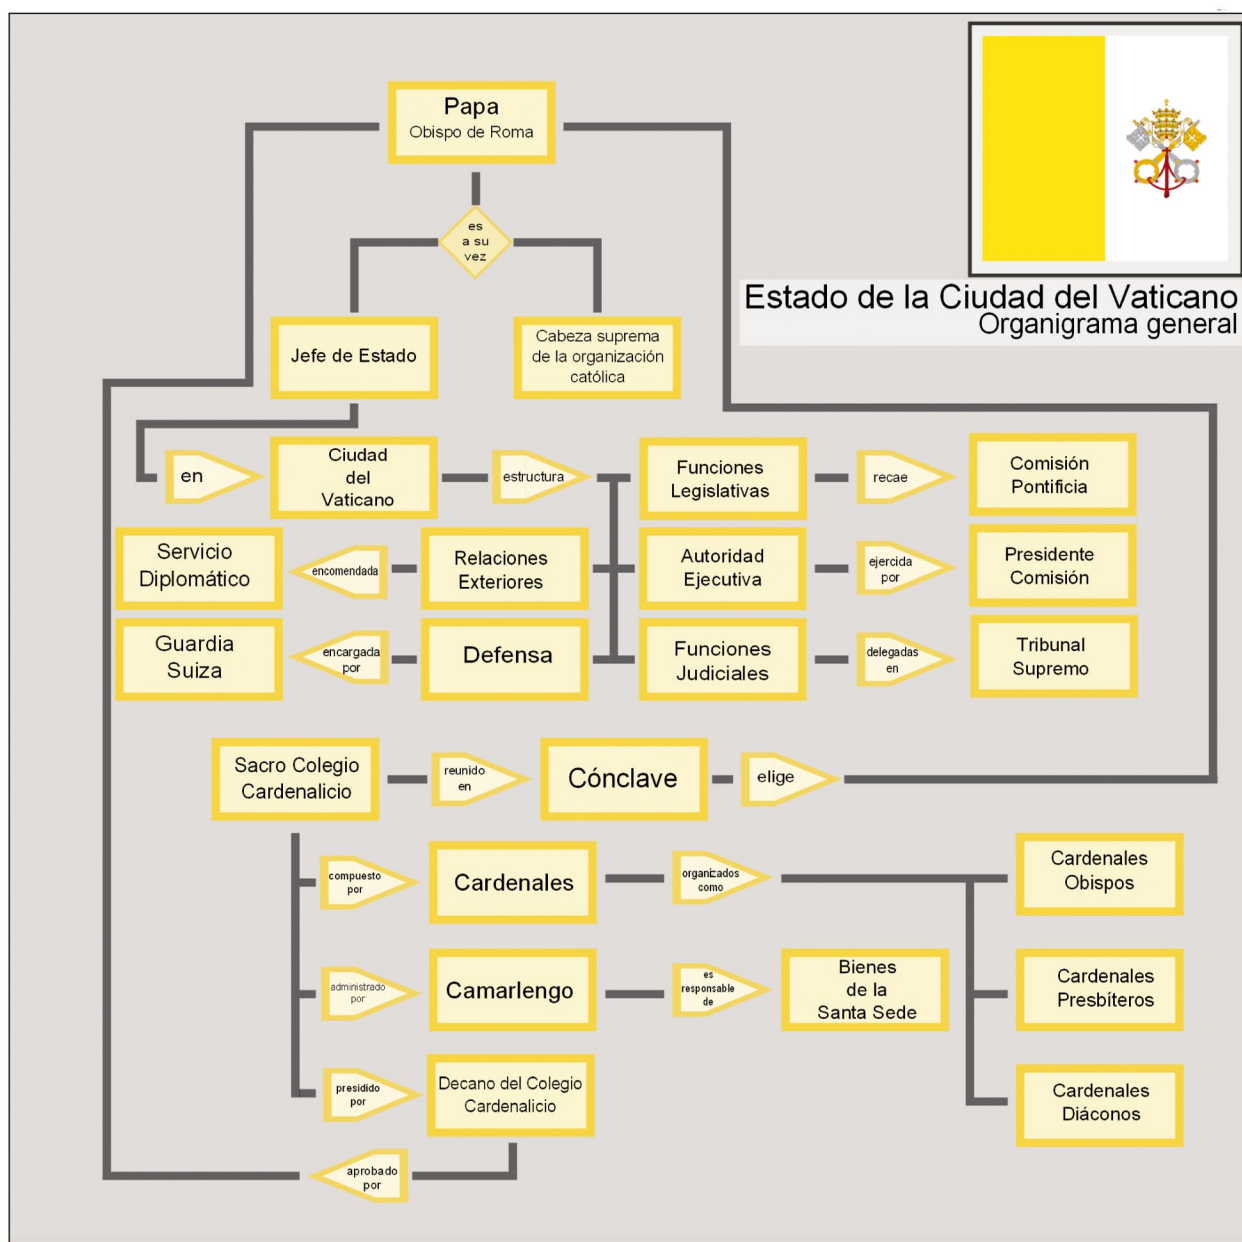 Papa
Obispo de Roma
es
a su
vez
Estado de la Ciudad del Vaticano
Organigrama general
Jefe de Estado
Cabeza suprema
de la organización
católica
en
Ciudad
del
Vaticano
estructura
Funciones
Legislativas
recae
Comisión
Pontificia
Servicio
Diplomático
encomendada
Relaciones
Exteriores
Autoridad
Ejecutiva
ejercida
por
Presidente
Comisión
Guardia
Suiza
encargada
por
Defensa
Funciones
Judiciales
delegadas
en
Tribunal
Supremo
Sacro Colegio
Cardenalicio
reunido
en
Cónclave
elige
compuesto
por
Cardenales
organizados
como
Cardenales
Obispos
administrado
por
Camarlengo
es
responsable
de
Bienes
de la
Santa Sede
Cardenales
Presbíteros
presidido
por
Decano del Colegio
Cardenalicio
Cardenales
Diáconos
aprobado
por